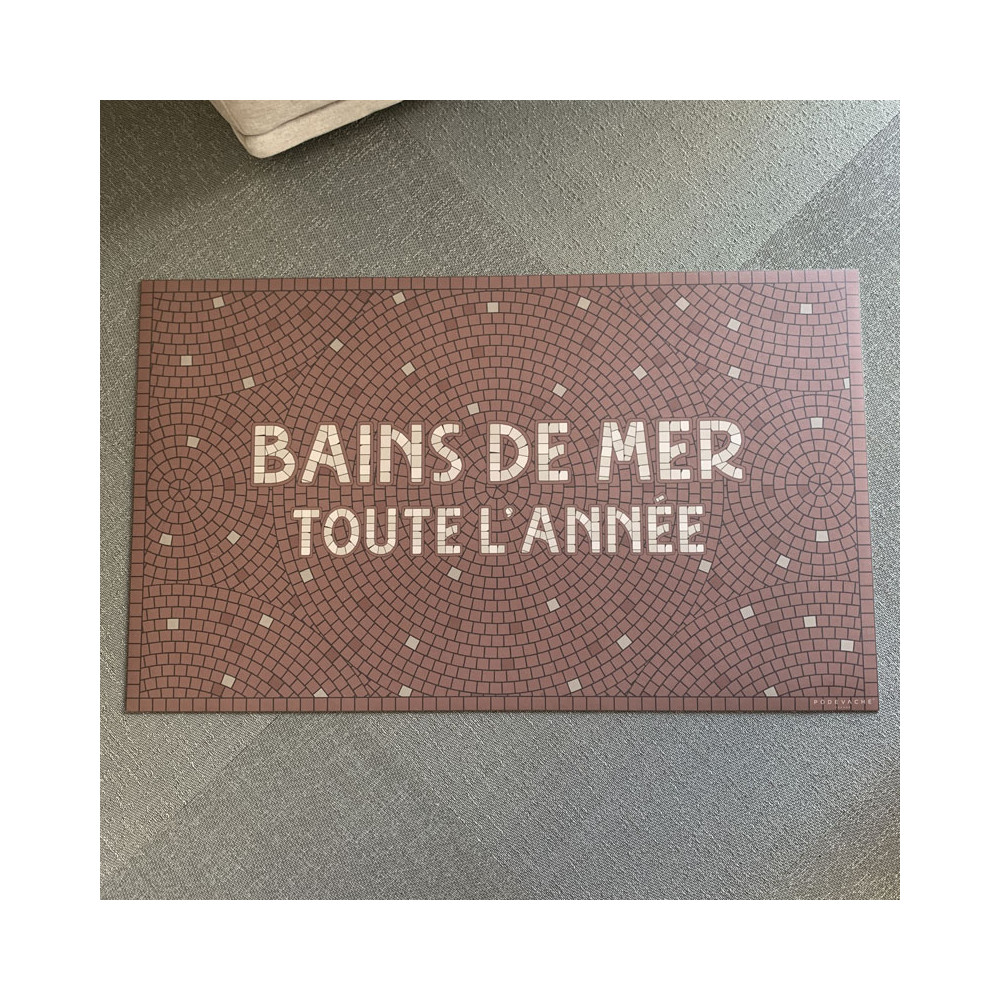 BAINS DE MER
TOUTE L'ANNÉE
PODEVACHE